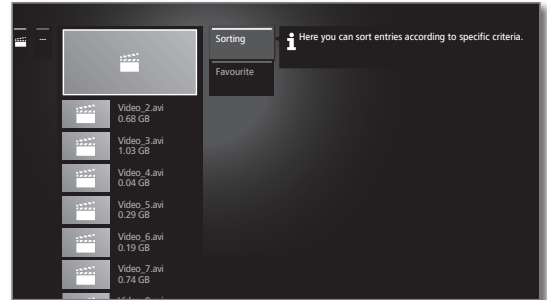 ...
Sorting
Here you can sort entries according to specific criteria.
Favourite
Video_2.avi
0.68 GB
Video_3.avi
1.03 GB
Video_4.avi
0.04 GB
Video_5.avi
0.29 GB
Video_6.avi
0.19 GB
Video_7.avi
0.74 GB